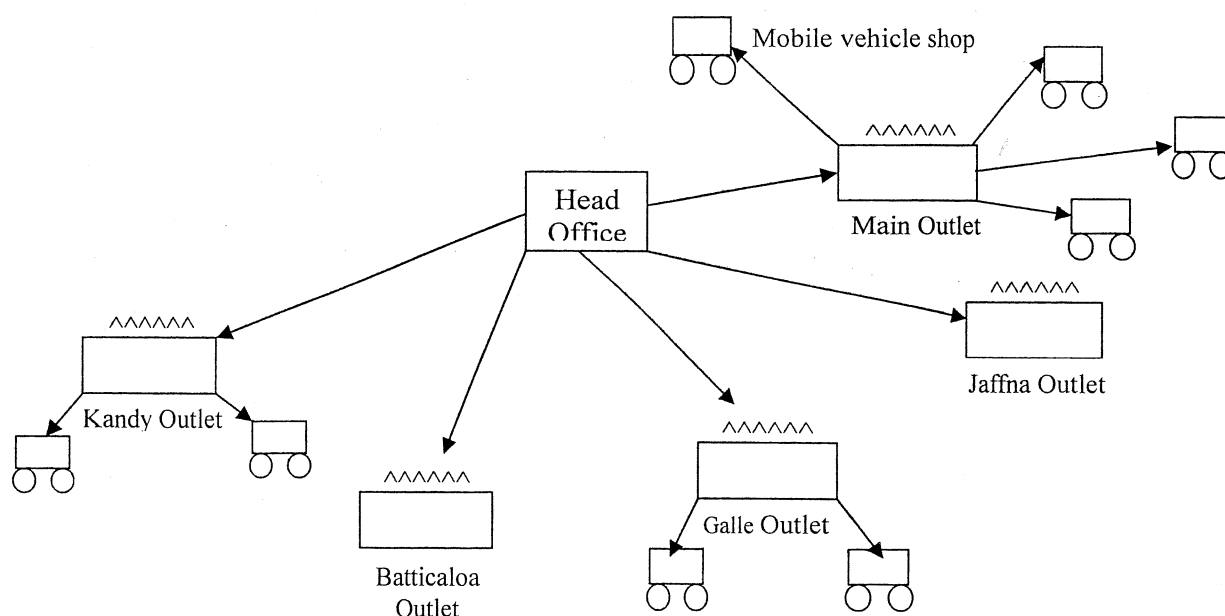 Mobile vehicle shop
^^^^^^
Head
Office
Main Outlet
^^^^^^
^^^^^^
Jaffna Outlet
Kandy Outlet
^^^^^^
^^^^^^
Galle Outlet
Batticaloa
Outlet